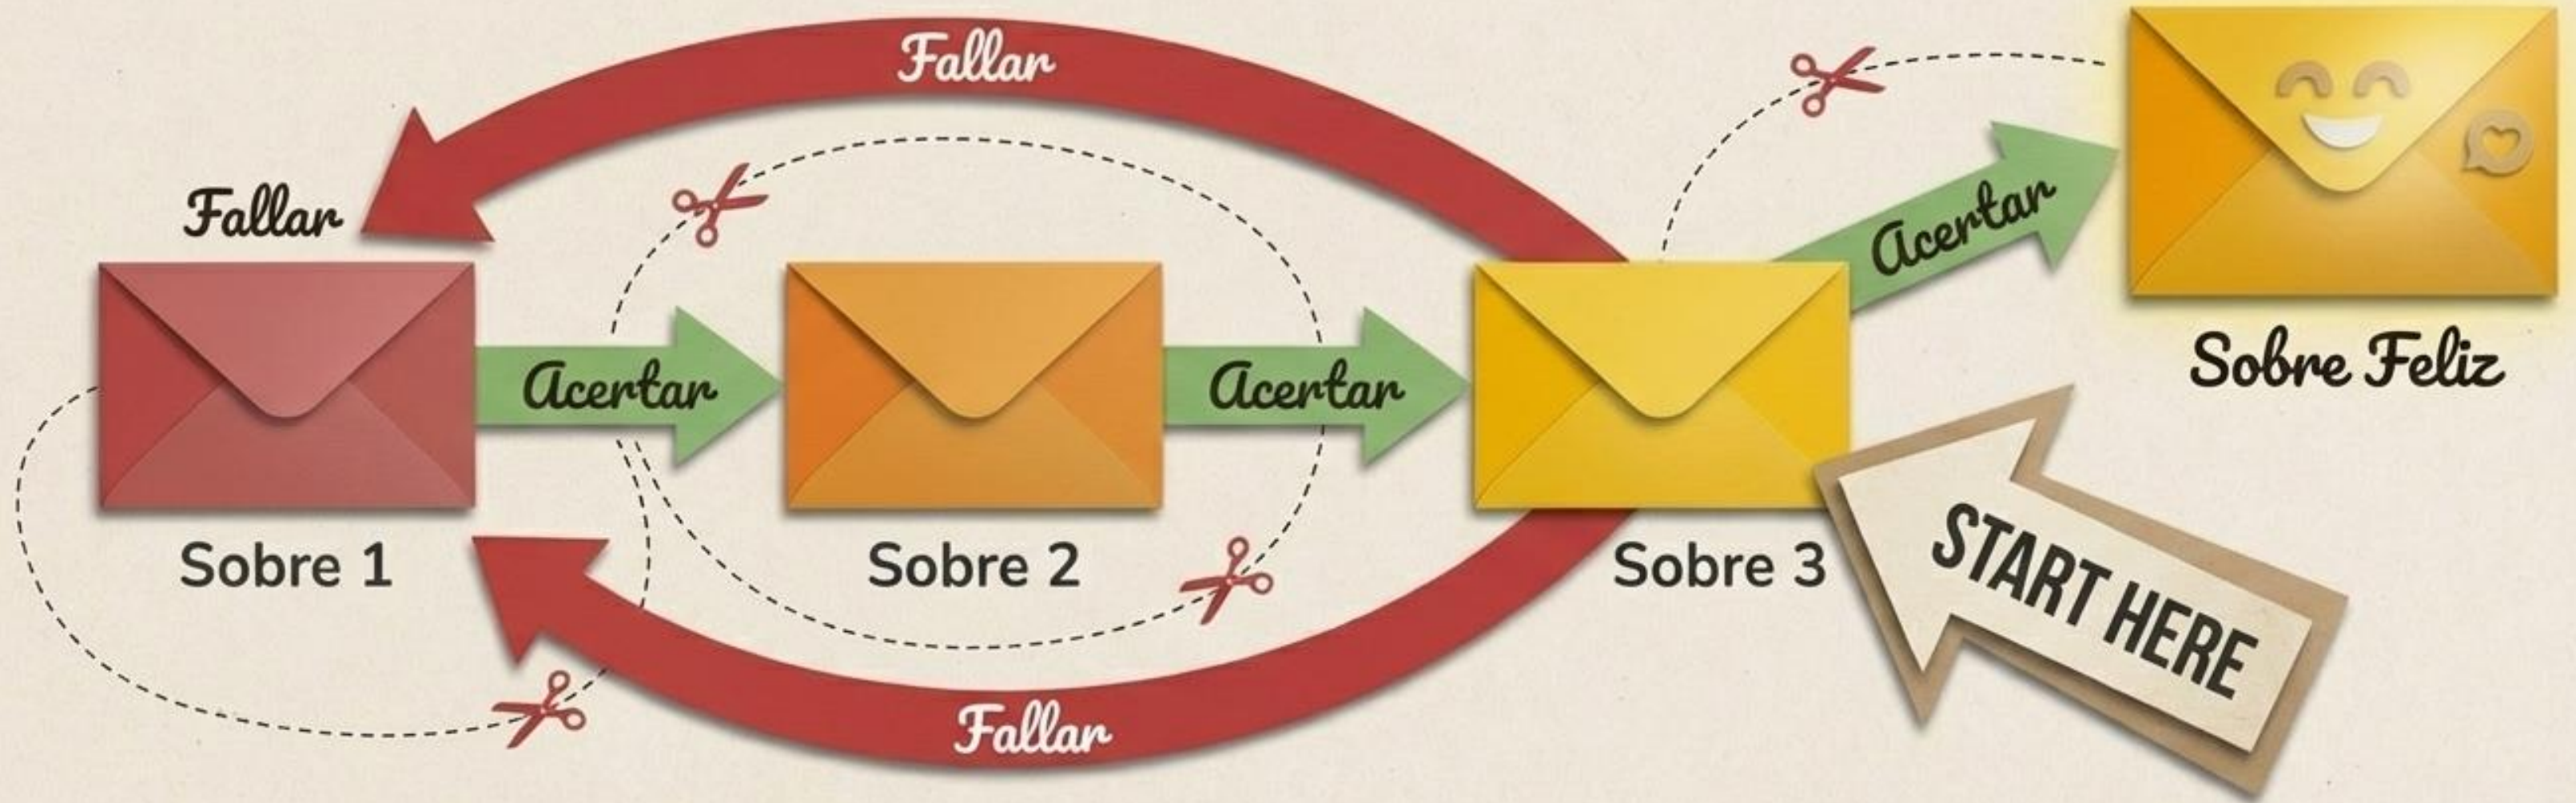 Fallar
Fallar
Acertar
Acertar
Acertar
Sobre Feliz
Sobre 1
Sobre 2
Sobre 3
START HERE
Fallar